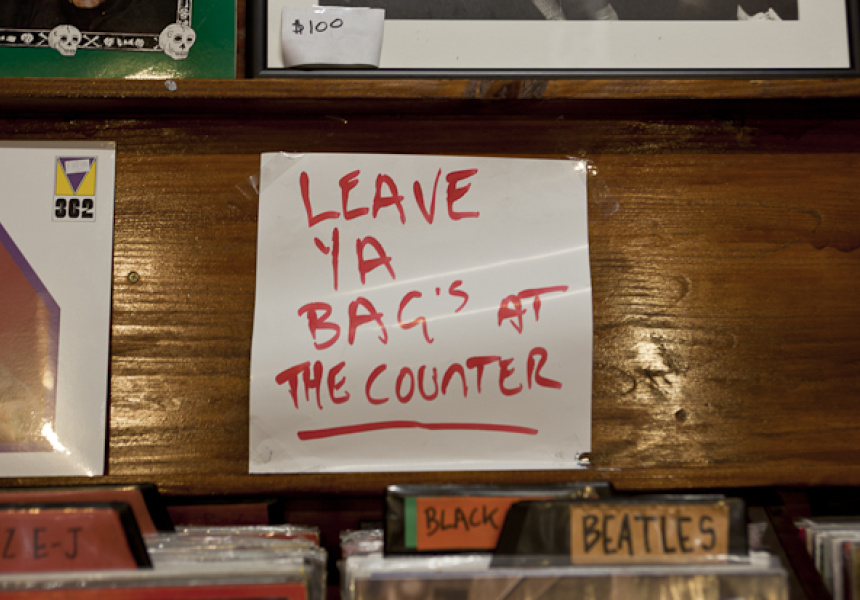 $100
362
LEAVE
YA
BAG'S AT
THE COUNTER
BLACK
BEATLES
Z E-J